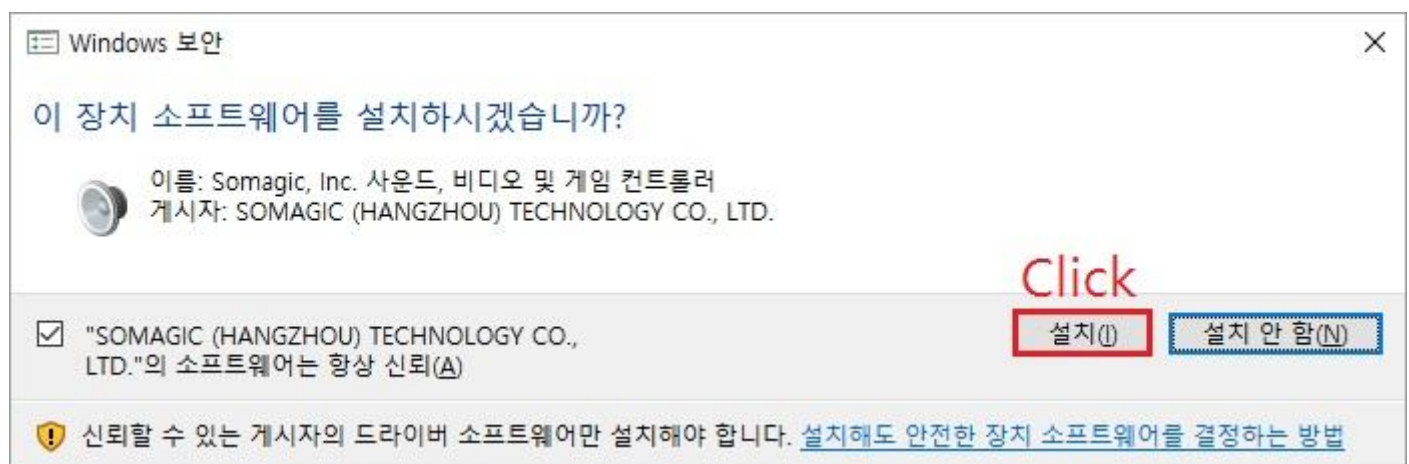 Windows 보안
이 장치 소프트웨어를 설치하시겠습니까?
이름: Somagic, Inc. 사운드, 비디오 및 게임 컨트롤러
게시자: SOMAGIC (HANGZHOU) TECHNOLOGY CO., LTD.
Click
"SOMAGIC (HANGZHOU) TECHNOLOGY CO.,
LTD."의 소프트웨어는 항상 신뢰(A)
설치(I) 설치 안 함(N)
신뢰할 수 있는 게시자의 드라이버 소프트웨어만 설치해야 합니다. 설치해도 안전한 장치 소프트웨어를 결정하는 방법